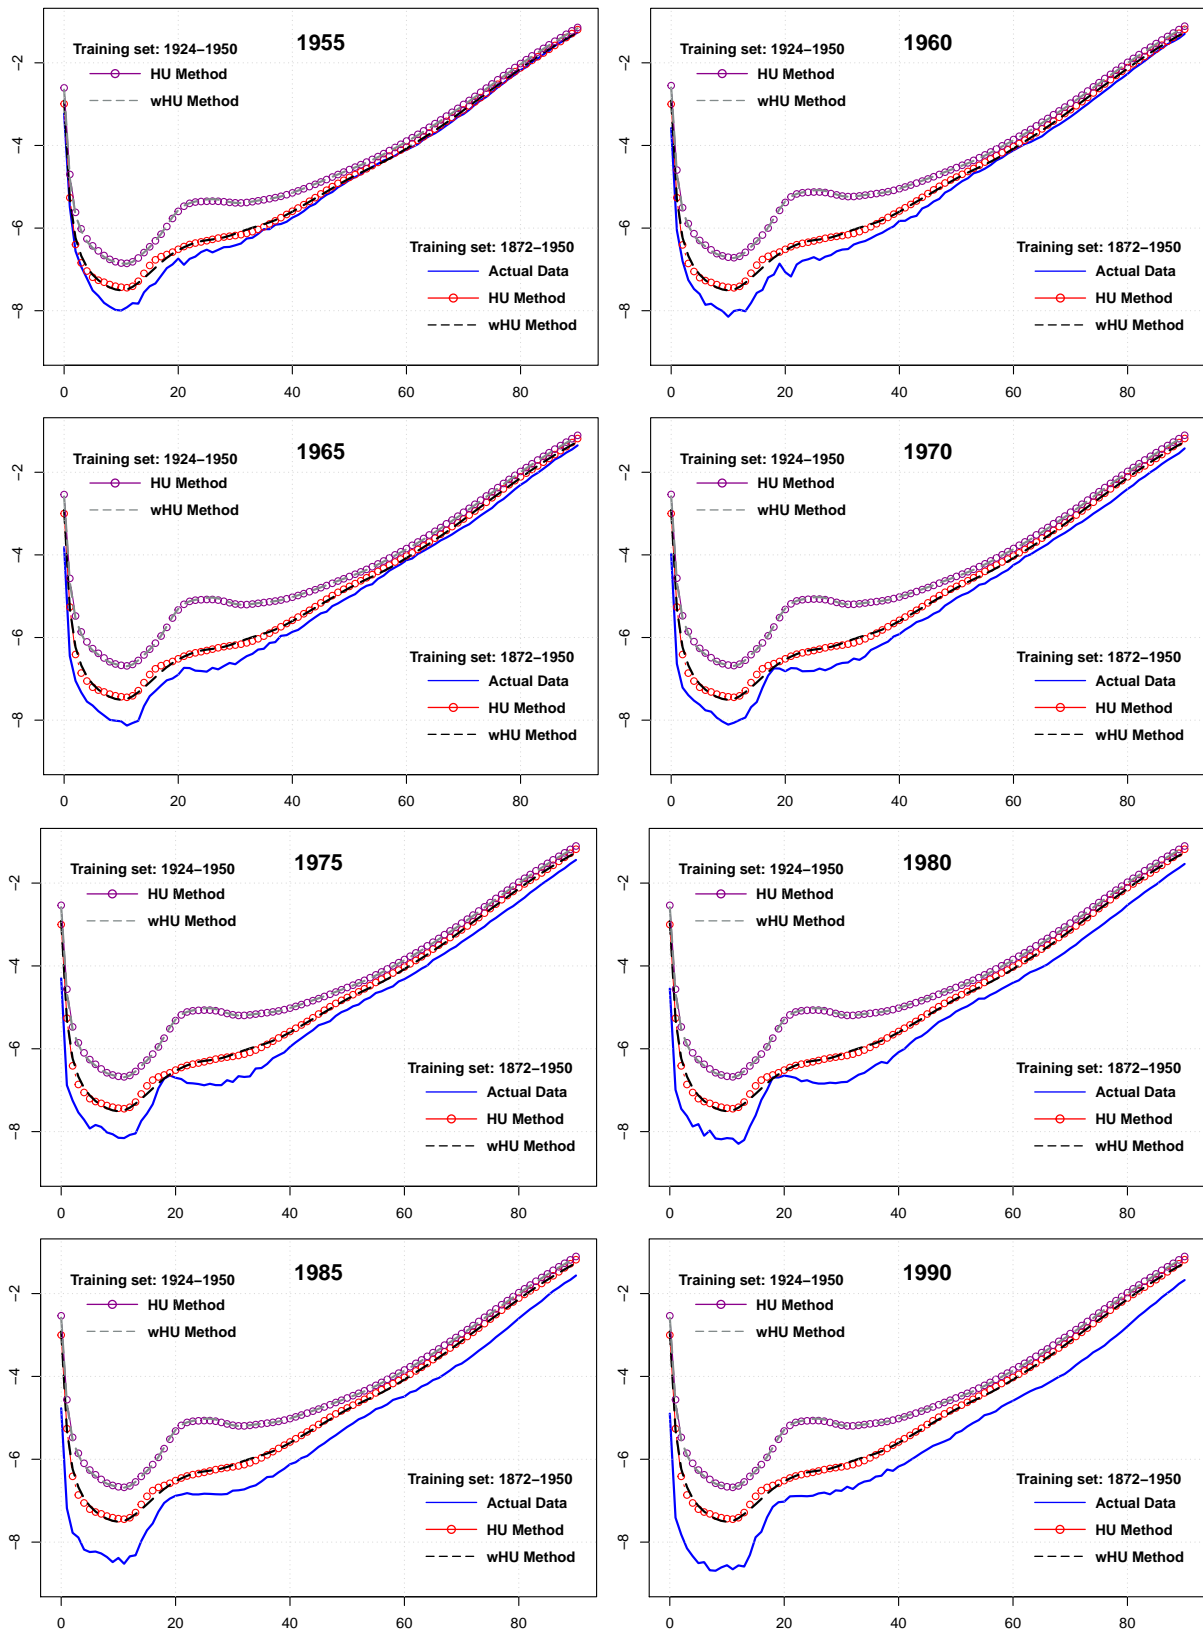 1955
Training set: 1924–1950
HU Method
wHU Method
Training set: 1872–1950
Actual Data
HU Method
wHU Method
-2
-4
-6
-8
0 20 40 60 80
1960
Training set: 1924–1950
HU Method
wHU Method
Training set: 1872–1950
Actual Data
HU Method
wHU Method
-2
-4
-6
-8
0 20 40 60 80
1965
Training set: 1924–1950
HU Method
wHU Method
Training set: 1872–1950
Actual Data
HU Method
wHU Method
-2
-4
-6
-8
0 20 40 60 80
1970
Training set: 1924–1950
HU Method
wHU Method
Training set: 1872–1950
Actual Data
HU Method
wHU Method
-2
-4
-6
-8
0 20 40 60 80
1975
Training set: 1924–1950
HU Method
wHU Method
Training set: 1872–1950
Actual Data
HU Method
wHU Method
-2
-4
-6
-8
0 20 40 60 80
1980
Training set: 1924–1950
HU Method
wHU Method
Training set: 1872–1950
Actual Data
HU Method
wHU Method
-2
-4
-6
-8
0 20 40 60 80
1985
Training set: 1924–1950
HU Method
wHU Method
Training set: 1872–1950
Actual Data
HU Method
wHU Method
-2
-4
-6
-8
0 20 40 60 80
1990
Training set: 1924–1950
HU Method
wHU Method
Training set: 1872–1950
Actual Data
HU Method
wHU Method
-2
-4
-6
-8
0 20 40 60 80